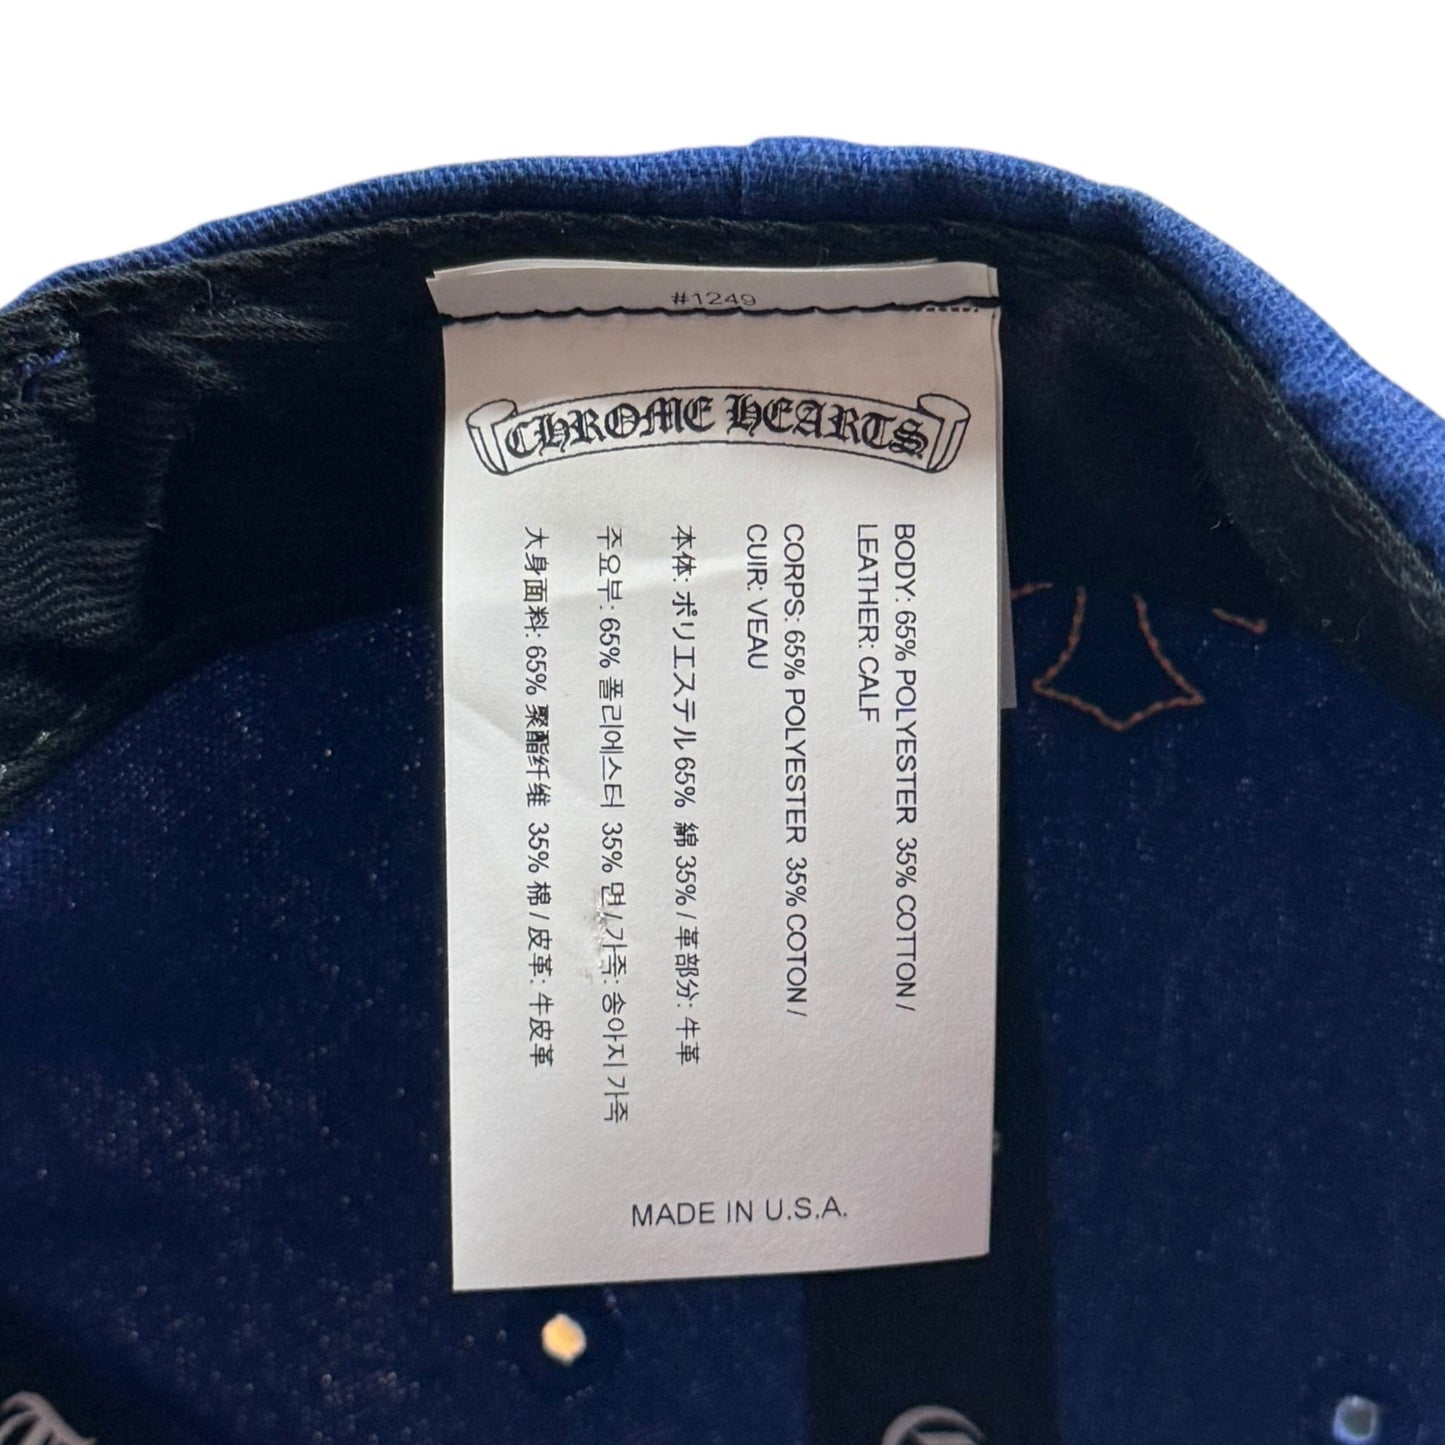 #1249
CHROME HEARTS
BODY: 65% POLYESTER 35% COTTON /
LEATHER: CALF
CORPS: 65% POLYESTER 35% COTON /
CUIR: VEAU
本体: ポリエステル 65% 綿 35% / 革部分: 牛革
주요부: 65% 폴리에스터 35% 면 / 가죽: 송아지 가죽
大身面料: 65% 聚酯纤维 35% 棉 / 皮革: 牛皮革
MADE IN U.S.A.